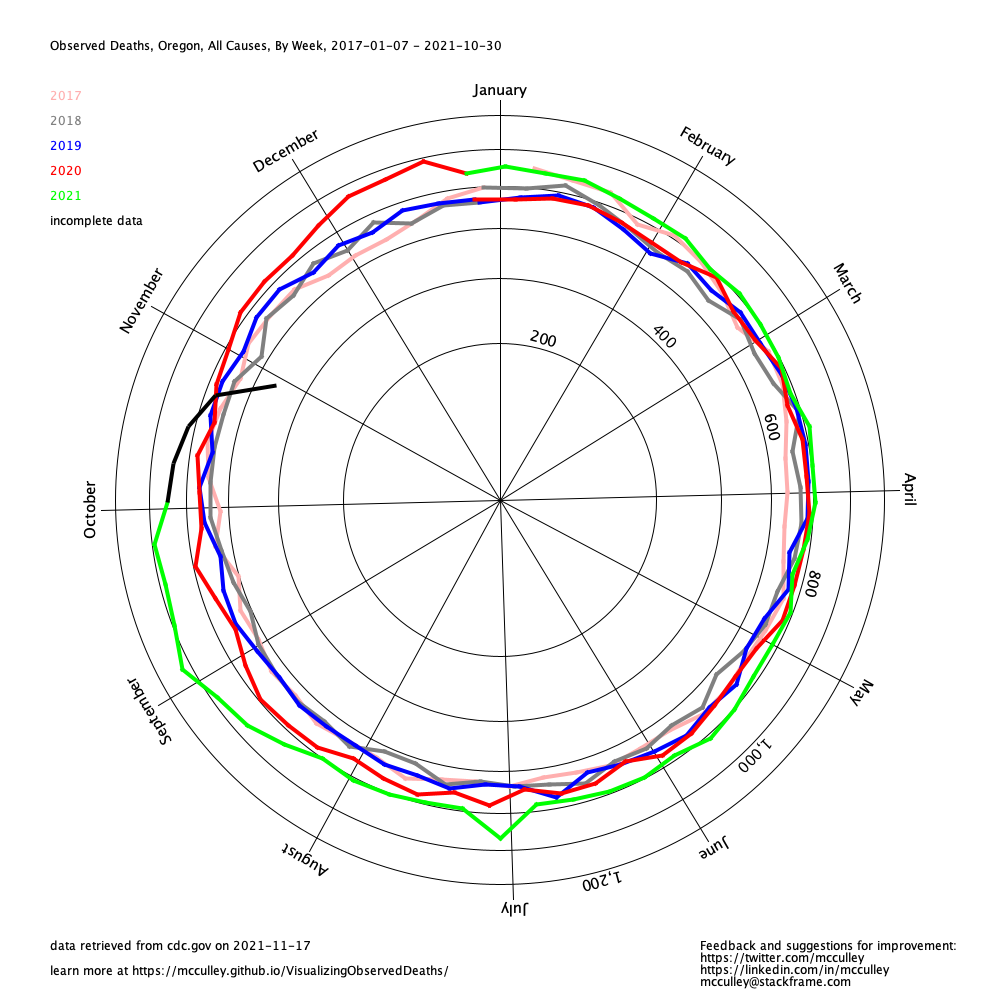 Observed Deaths, Oregon, All Causes, By Week, 2017-01-07 - 2021-10-30
2017
2018
2019
2020
2021
incomplete data
January
February
March
April
May
June
July
August
September
October
November
December
200
400
600
800
1,000
1,200
data retrieved from cdc.gov on 2021-11-17
learn more at https://mcculley.github.io/VisualizingObservedDeaths/
Feedback and suggestions for improvement:
https://twitter.com/mcculley
https://linkedin.com/in/mcculley
mcculley@stackframe.com